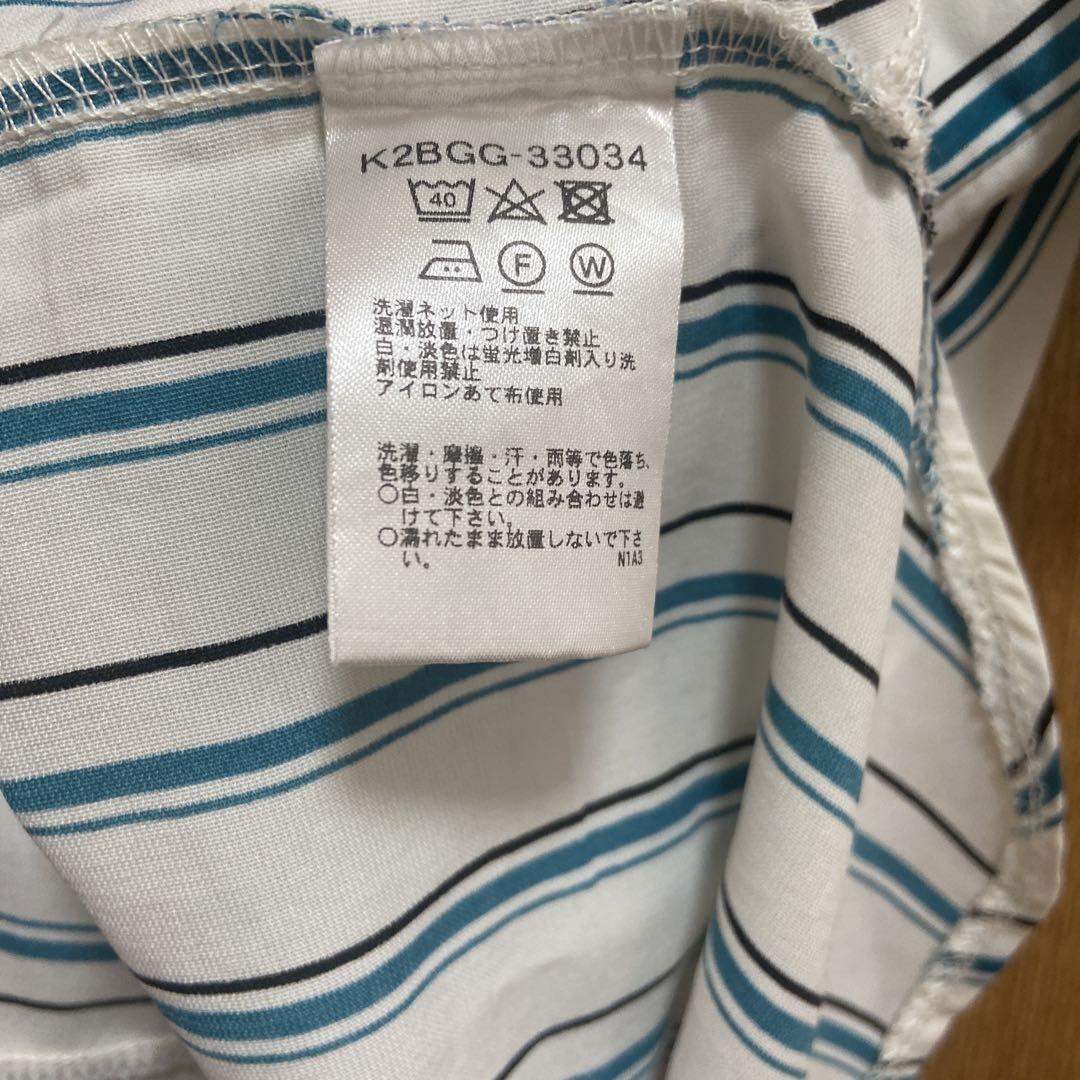 K2BGG-33034
40
F W
洗濯ネット使用
湿潤放置・つけ置き禁止
白・淡色は蛍光増白剤入り洗
剤使用禁止
アイロンあて布使用
洗濯・摩擦・汗・雨等で色落ち、
色移りすることがあります。
○白・淡色との組み合わせは避
けて下さい。
○濡れたまま放置しないで下さ
い。
N1A3